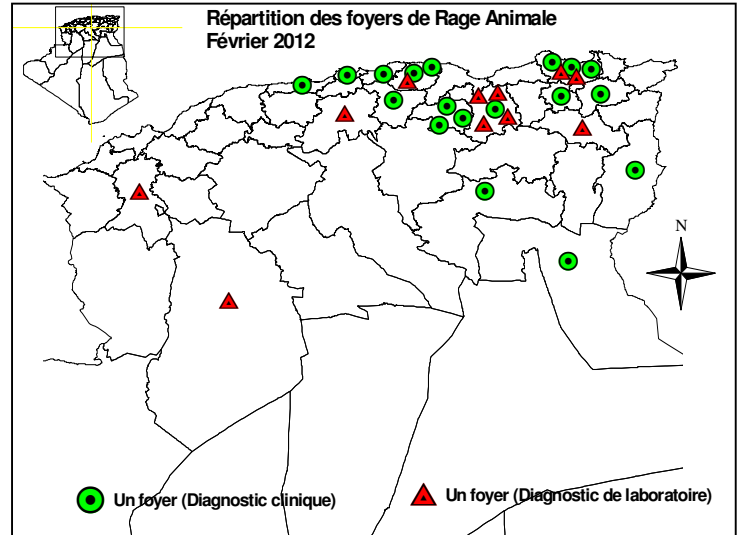 Répartition des foyers de Rage Animale
Février 2012
N
Un foyer (Diagnostic clinique)
Un foyer (Diagnostic de laboratoire)